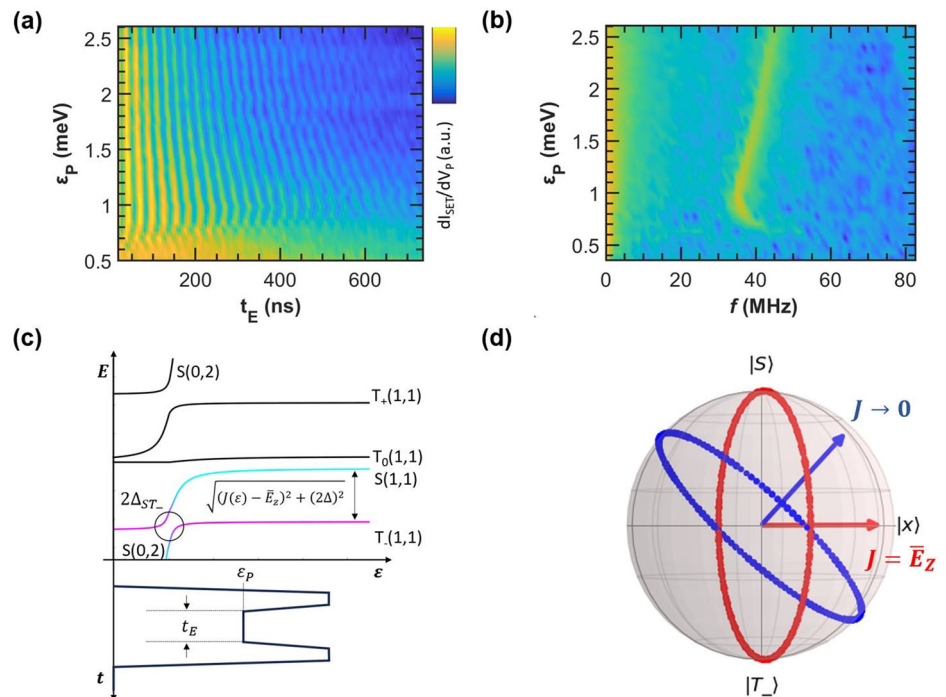 (a)
2.5
2
1.5
1
0.5
ε_P (meV)
200 400 600
t_E (ns)
dI_SET/dV_P (a.u.)
(b)
2.5
2
1.5
1
0.5
ε_P (meV)
0 20 40 60 80
f (MHz)
(c)
E
S(0,2)
T_+(1,1)
T_0(1,1)
S(1,1)
2Δ_{ST_-}
√((J(ε) − Ē_Z)² + (2Δ)²)
S(0,2)
T_-(1,1)
ε
ε_P
t_E
t
(d)
|S⟩
J → 0
|x⟩
J = Ē_Z
|T_-⟩